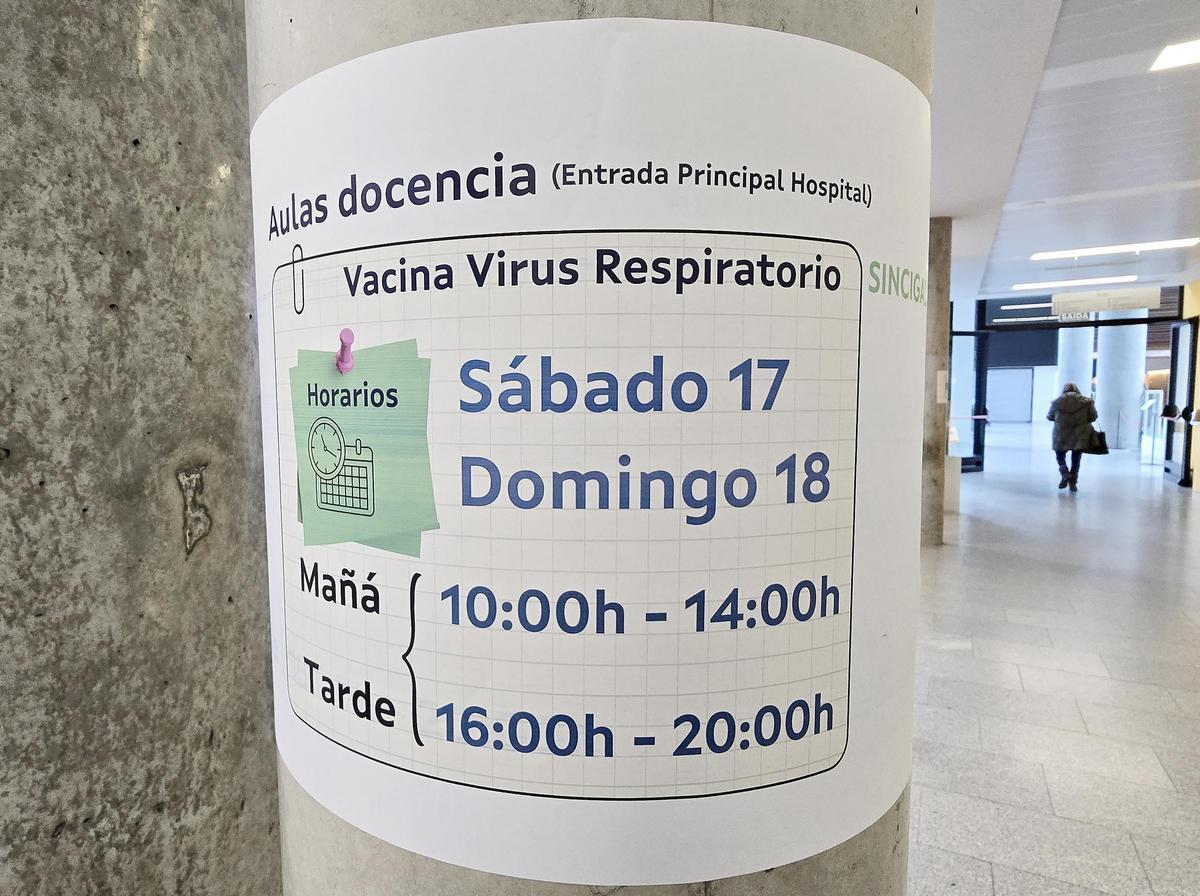 Aulas docencia (Entrada Principal Hospital)
Vacina Virus Respiratorio
Horarios
Sábado 17
Domingo 18
Mañá 10:00h - 14:00h
Tarde 16:00h - 20:00h
SAIDA